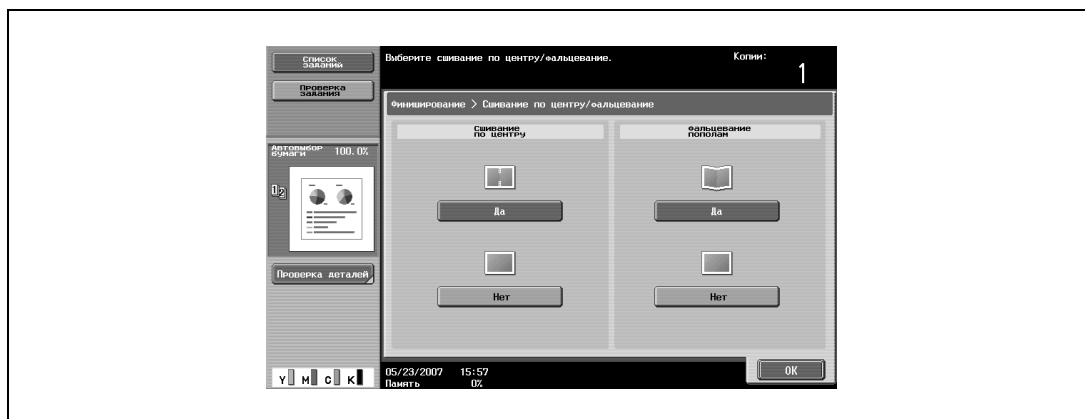 Список
заданий
Проверка
задания
Выберите сшивание по центру/фальцевание.
Копии:
1
Финиширование > Сшивание по центру/фальцевание
Сшивание
по центру
Фальцевание
пополам
Автовыбор
бумаги 100.0%
12
Да
Да
Проверка деталей
Нет
Нет
Y M C K
05/23/2007 15:57
Память 0%
OK